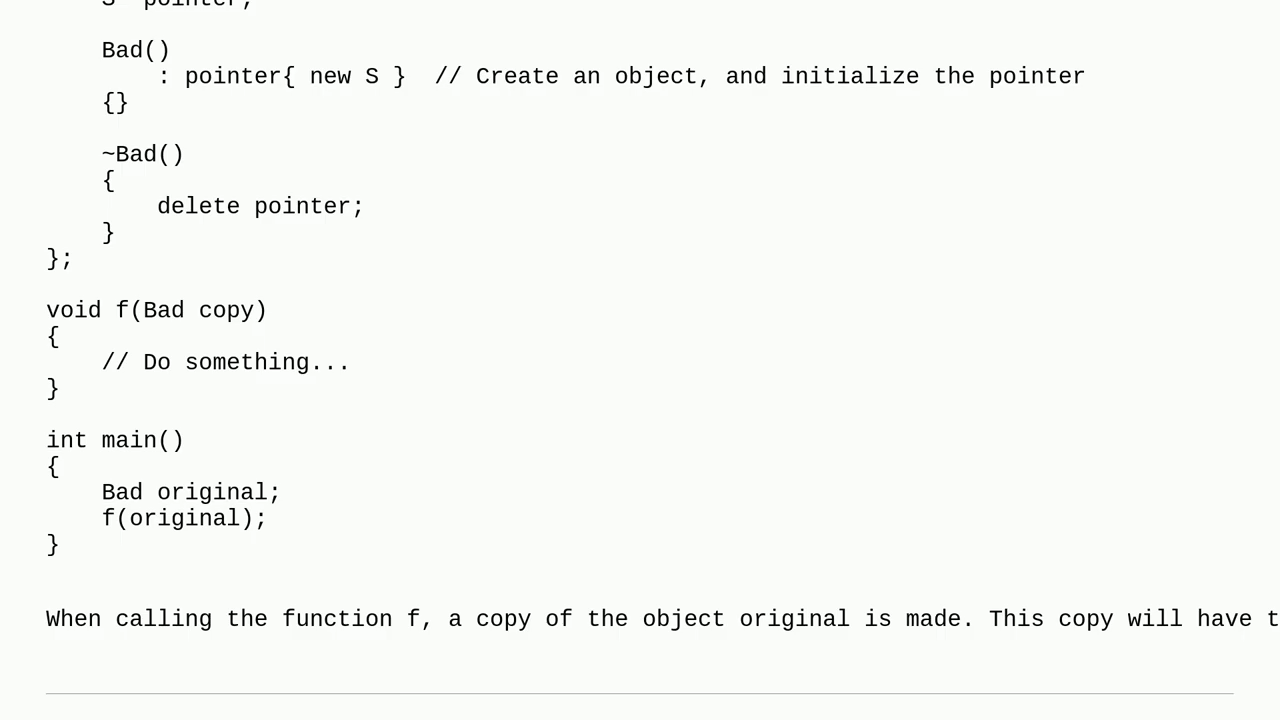 Bad()
: pointer{ new S }  // Create an object, and initialize the pointer
{}
~Bad()
{
delete pointer;
}
};
void f(Bad copy)
{
// Do something...
}
int main()
{
Bad original;
f(original);
}
When calling the function f, a copy of the object original is made. This copy will have